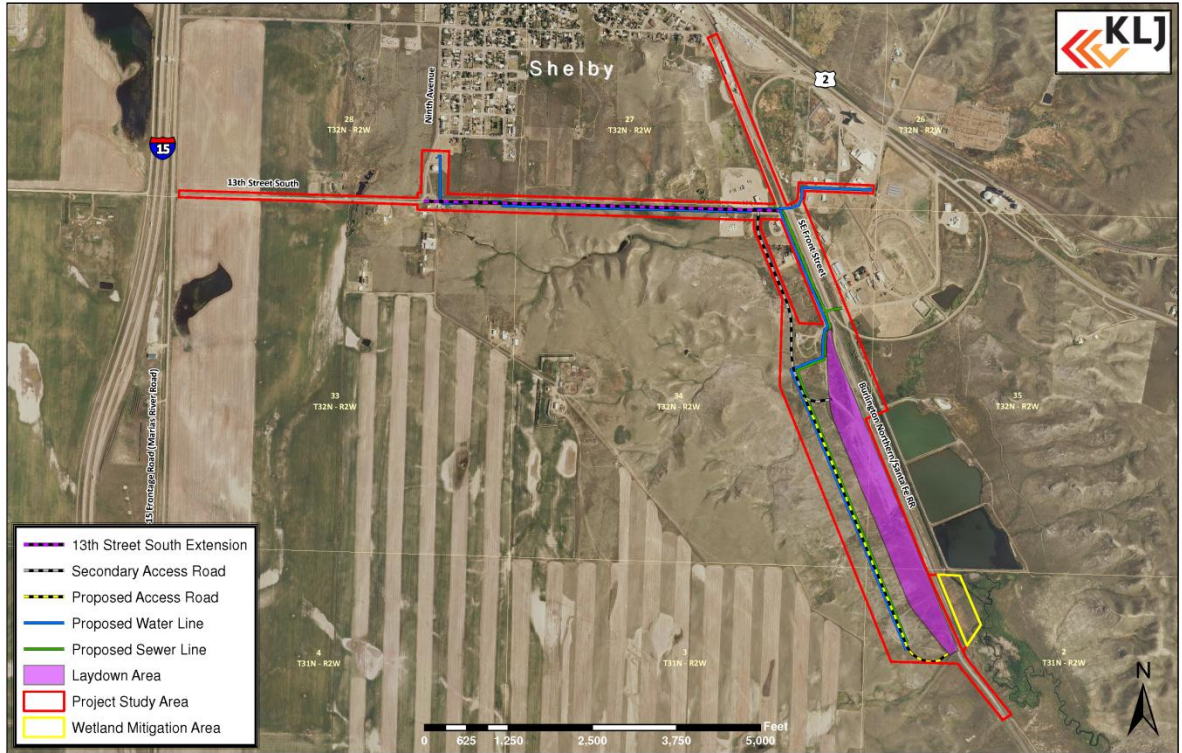 KLJ
Shelby
2
Ninth Avenue
28
T32N - R2W
27
T32N - R2W
26
T32N - R2W
15
13th Street South
SE Front Street
33
T32N - R2W
34
T32N - R2W
35
T32N - R2W
Burlington Northern/Santa Fe RR
I-15 Frontage Road (Marias River Road)
4
T31N - R2W
3
T31N - R2W
2
T31N - R2W
13th Street South Extension
Secondary Access Road
Proposed Access Road
Proposed Water Line
Proposed Sewer Line
Laydown Area
Project Study Area
Wetland Mitigation Area
Feet
0 625 1,250 2,500 3,750 5,000
N